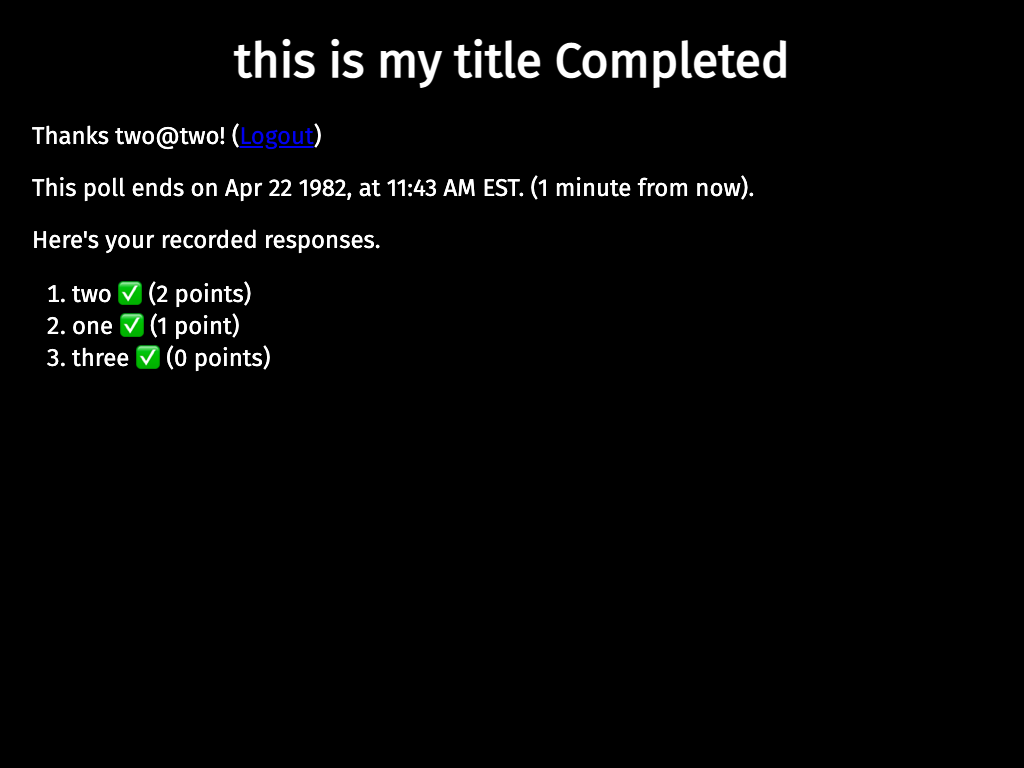 this is my title Completed
Thanks two@two! (Logout)
This poll ends on Apr 22 1982, at 11:43 AM EST. (1 minute from now).
Here's your recorded responses.
1. two ✅ (2 points)
2. one ✅ (1 point)
3. three ✅ (0 points)